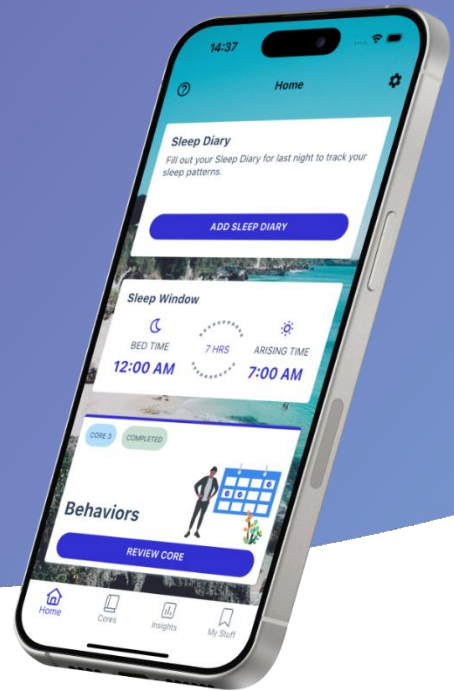 14:37
Home
Sleep Diary
Fill out your Sleep Diary for last night to track your
sleep patterns.
ADD SLEEP DIARY
Sleep Window
BED TIME
7 HRS
ARISING TIME
12:00 AM
7:00 AM
CORE 3
COMPLETED
Behaviors
REVIEW CORE
Home
Cores
Insights
My Stuff